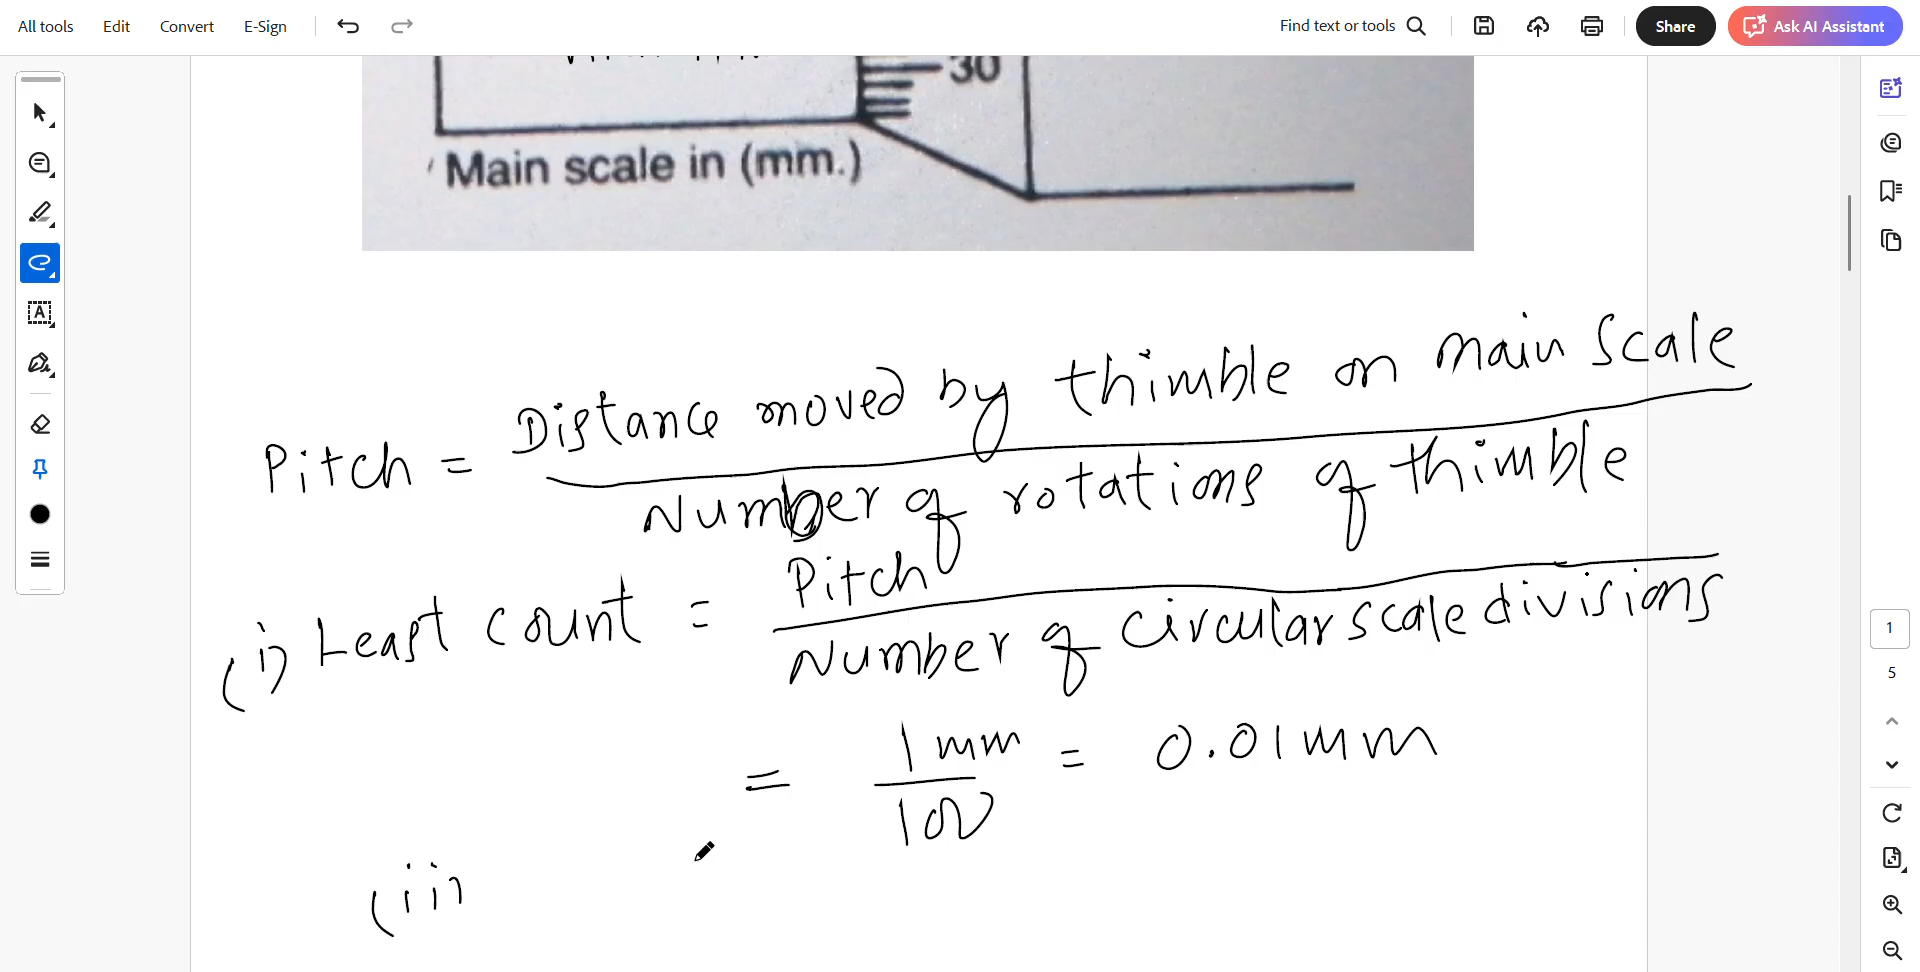 All tools Edit Convert E-Sign Find text or tools Share Ask AI Assistant
30
Main scale in (mm.)
Pitch = Distance moved by thimble on main scale
Number of rotations of thimble
(i) Least count = Pitch
Number of circular scale divisions
= 1 mm = 0.01mm
100
(ii)
1
5